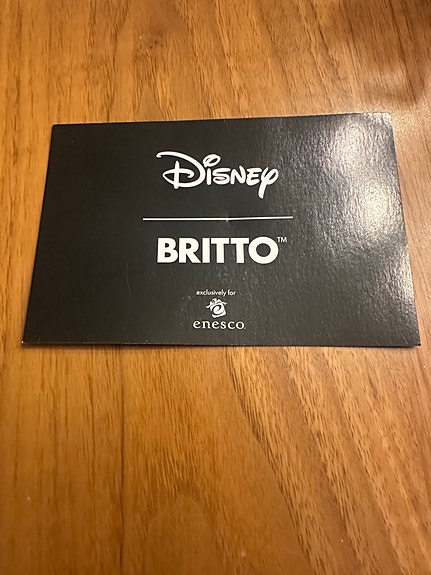 Disney
BRITTO™
exclusively for
enesco.